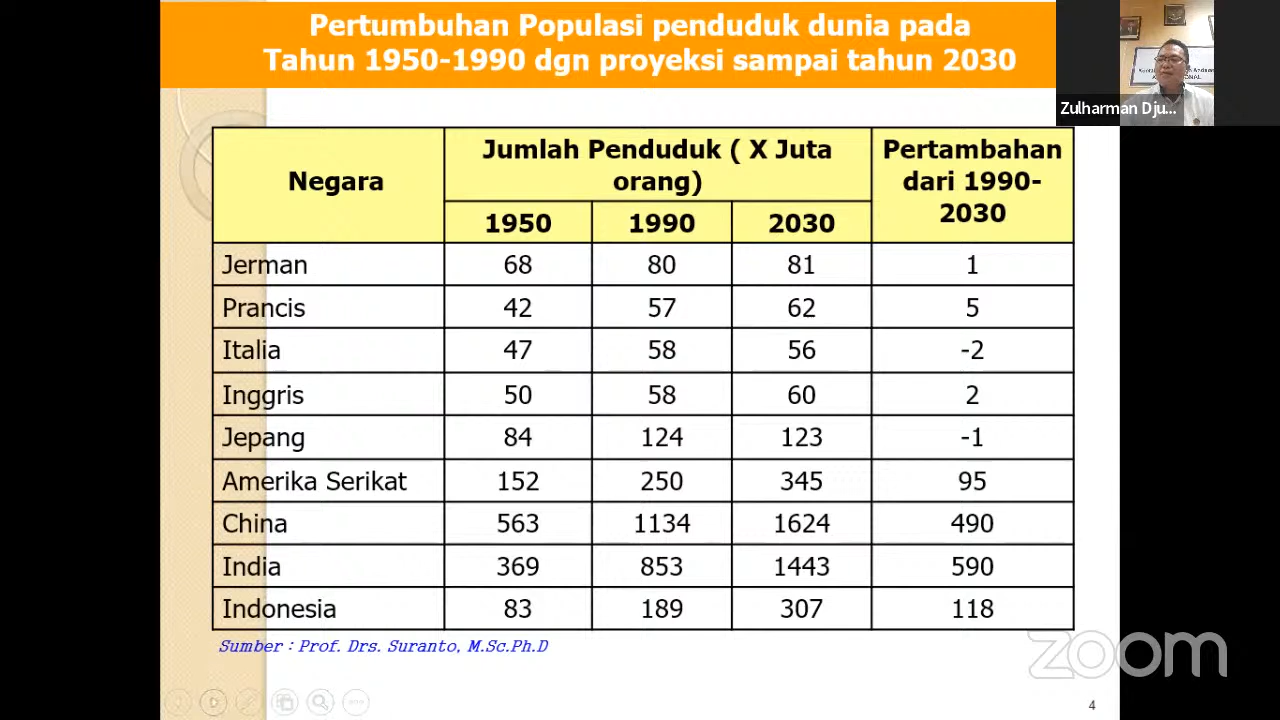 Pertumbuhan Populasi penduduk dunia pada
Tahun 1950-1990 dgn proyeksi sampai tahun 2030
Zulharman Dju...
Negara
Jumlah Penduduk ( X Juta
orang)
Pertambahan
dari 1990-
2030
1950 1990 2030
Jerman 68 80 81 1
Prancis 42 57 62 5
Italia 47 58 56 -2
Inggris 50 58 60 2
Jepang 84 124 123 -1
Amerika Serikat 152 250 345 95
China 563 1134 1624 490
India 369 853 1443 590
Indonesia 83 189 307 118
Sumber : Prof. Drs. Suranto, M.Sc.Ph.D
zoom
4